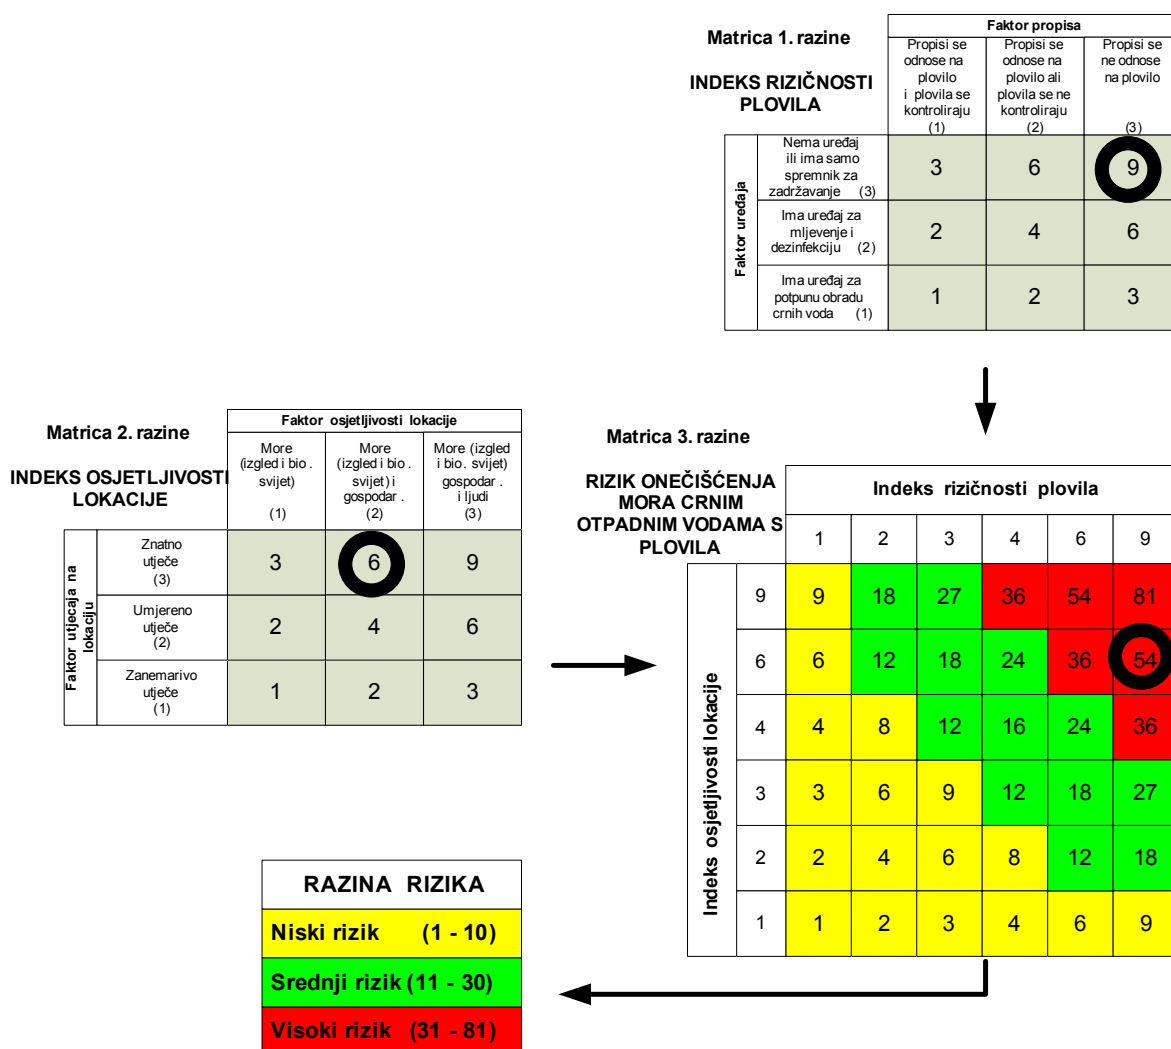 Matrica 1. razine
INDEKS RIZIČNOSTI
PLOVILA
Faktor propisa
Propisi se
odnose na
plovilo
i plovila se
kontroliraju
(1)
Propisi se
odnose na
plovilo ali
plovila se ne
kontroliraju
(2)
Propisi se
ne odnose
na plovilo
(3)
Faktor uređaja
Nema uređaj
ili ima samo
spremnik za
zadržavanje (3)
3 6 9
Ima uređaj za
mljevenje i
dezinfekciju (2)
2 4 6
Ima uređaj za
potpunu obradu
crnih voda (1)
1 2 3
Matrica 2. razine
INDEKS OSJETLJIVOSTI
LOKACIJE
Faktor osjetljivosti lokacije
More
(izgled i bio.
svijet)
(1)
More
(izgled i bio.
svijet) i
gospodar.
(2)
More (izgled
i bio. svijet)
gospodar.
i ljudi
(3)
Faktor utjecaja na
lokaciju
Znatno
utječe
(3)
3 6 9
Umjereno
utječe
(2)
2 4 6
Zanemarivo
utječe
(1)
1 2 3
Matrica 3. razine
RIZIK ONEČIŠĆENJA
MORA CRNIM
OTPADNIM VODAMA S
PLOVILA
Indeks rizičnosti plovila
1 2 3 4 6 9
Indeks osjetljivosti lokacije
9 9 18 27 36 54 81
6 6 12 18 24 36 54
4 4 8 12 16 24 36
3 3 6 9 12 18 27
2 2 4 6 8 12 18
1 1 2 3 4 6 9
RAZINA RIZIKA
Niski rizik (1 - 10)
Srednji rizik (11 - 30)
Visoki rizik (31 - 81)